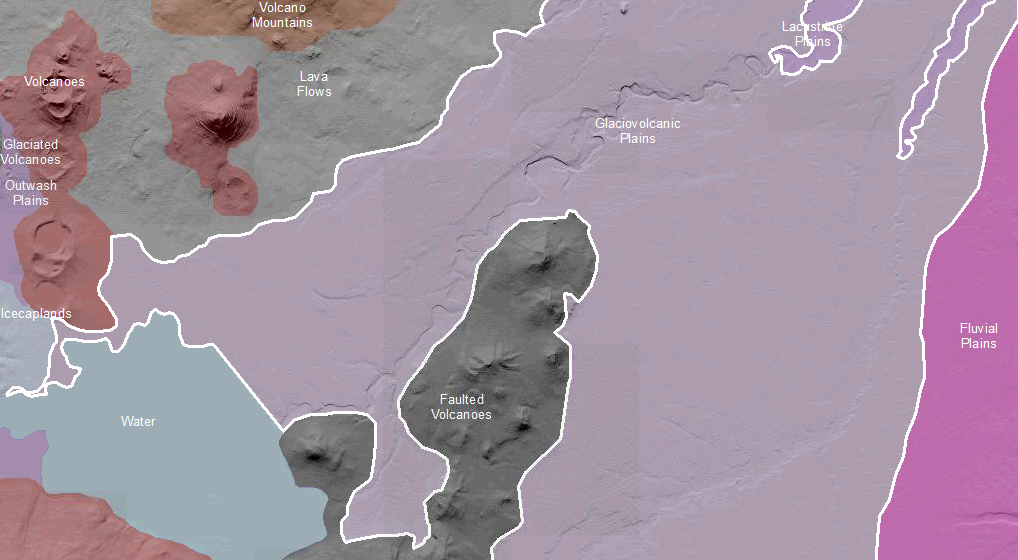 Volcano
Mountains
Lacustrine
Plains
Volcanoes
Lava
Flows
Glaciovolcanic
Plains
Glaciated
Volcanoes
Outwash
Plains
Icecaplands
Fluvial
Plains
Faulted
Volcanoes
Water